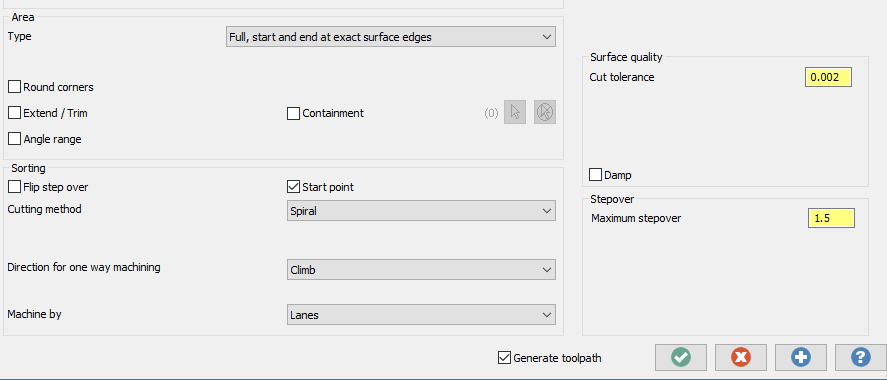 Area
Type Full, start and end at exact surface edges
Round corners
Extend / Trim Containment (0)
Angle range
Sorting
Flip step over Start point
Cutting method Spiral
Direction for one way machining Climb
Machine by Lanes
Surface quality
Cut tolerance 0.002
Damp
Stepover
Maximum stepover 1.5
Generate toolpath ?